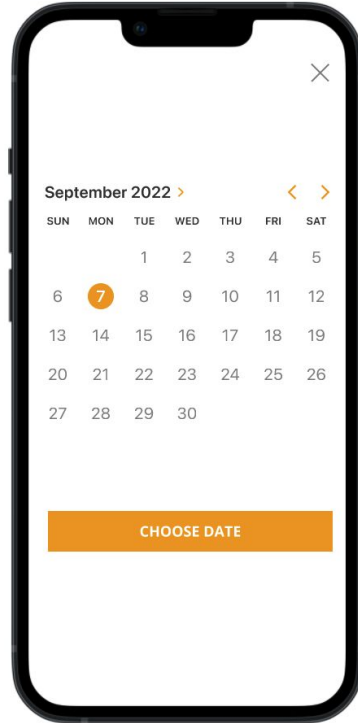 September 2022 >
SUN MON TUE WED THU FRI SAT
1 2 3 4 5
6 7 8 9 10 11 12
13 14 15 16 17 18 19
20 21 22 23 24 25 26
27 28 29 30
CHOOSE DATE